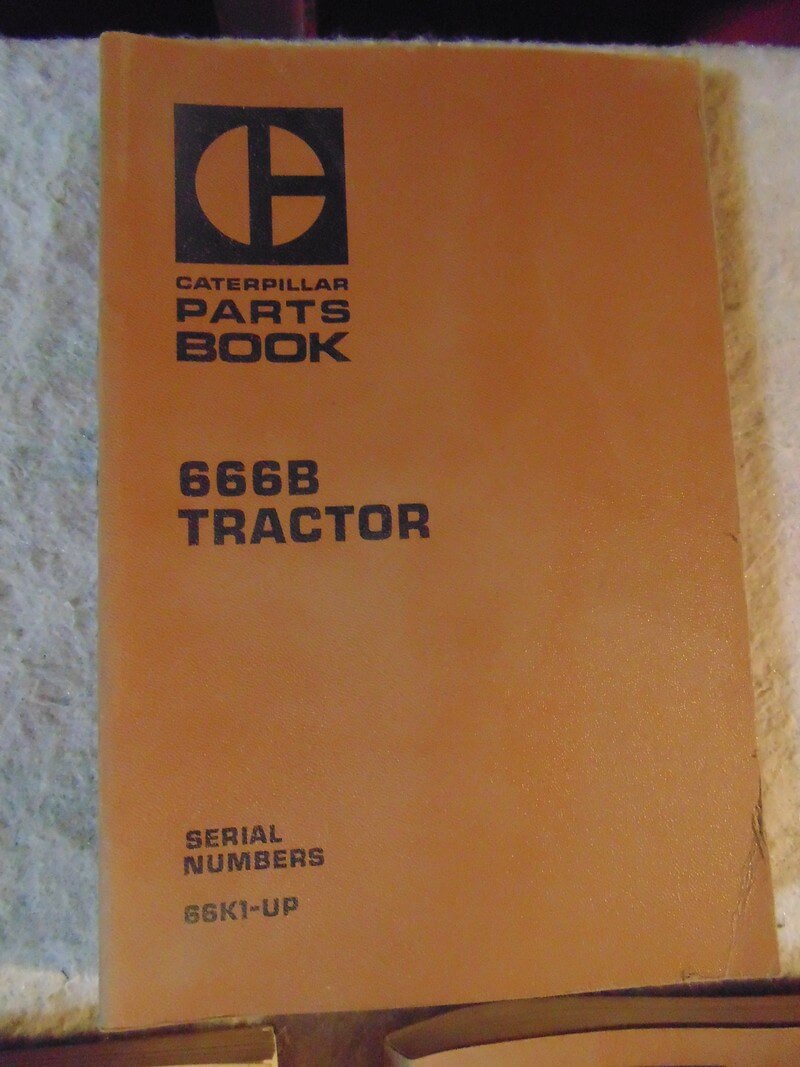 CATERPILLAR
PARTS
BOOK
666B
TRACTOR
SERIAL
NUMBERS
66K1-UP